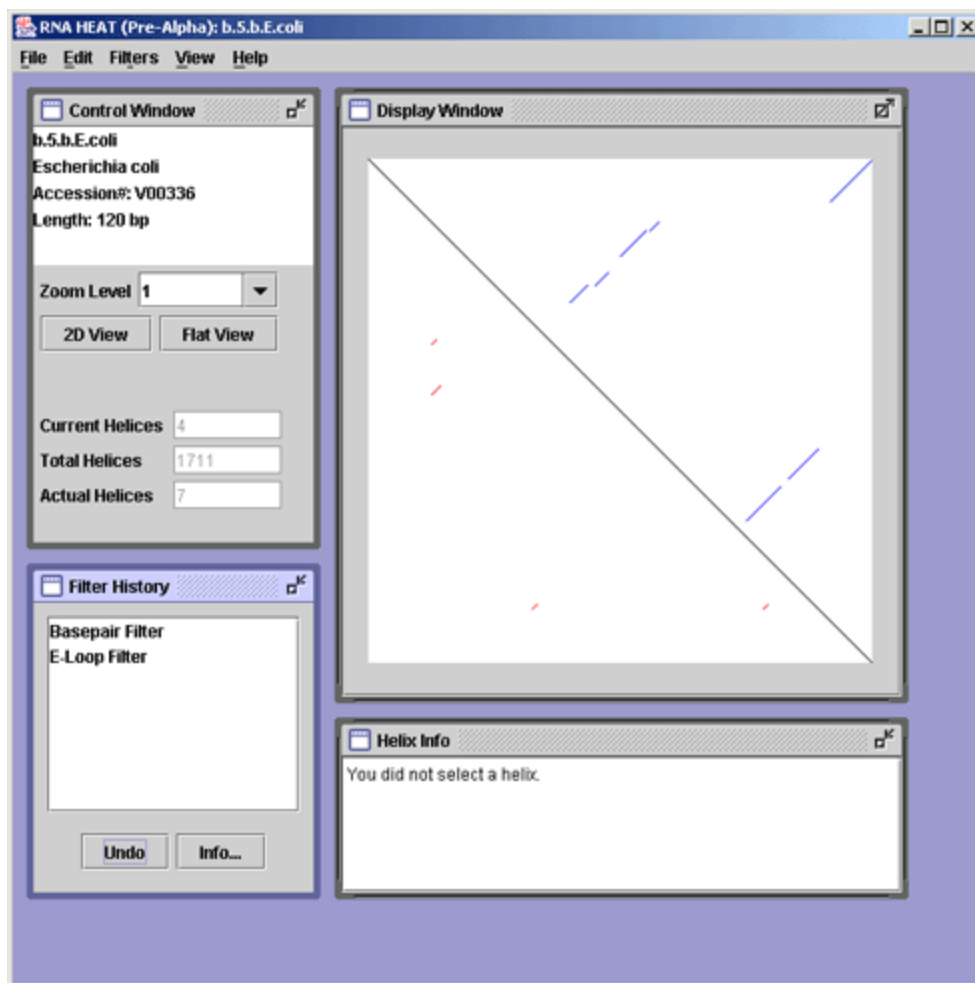 RNA HEAT (Pre-Alpha): b.5.b.E.coli
File Edit Filters View Help
Control Window
b.5.b.E.coli
Escherichia coli
Accession#: V00336
Length: 120 bp
Zoom Level 1
2D View Flat View
Current Helices 4
Total Helices 1711
Actual Helices 7
Filter History
Basepair Filter
E-Loop Filter
Undo Info...
Display Window
Helix Info
You did not select a helix.